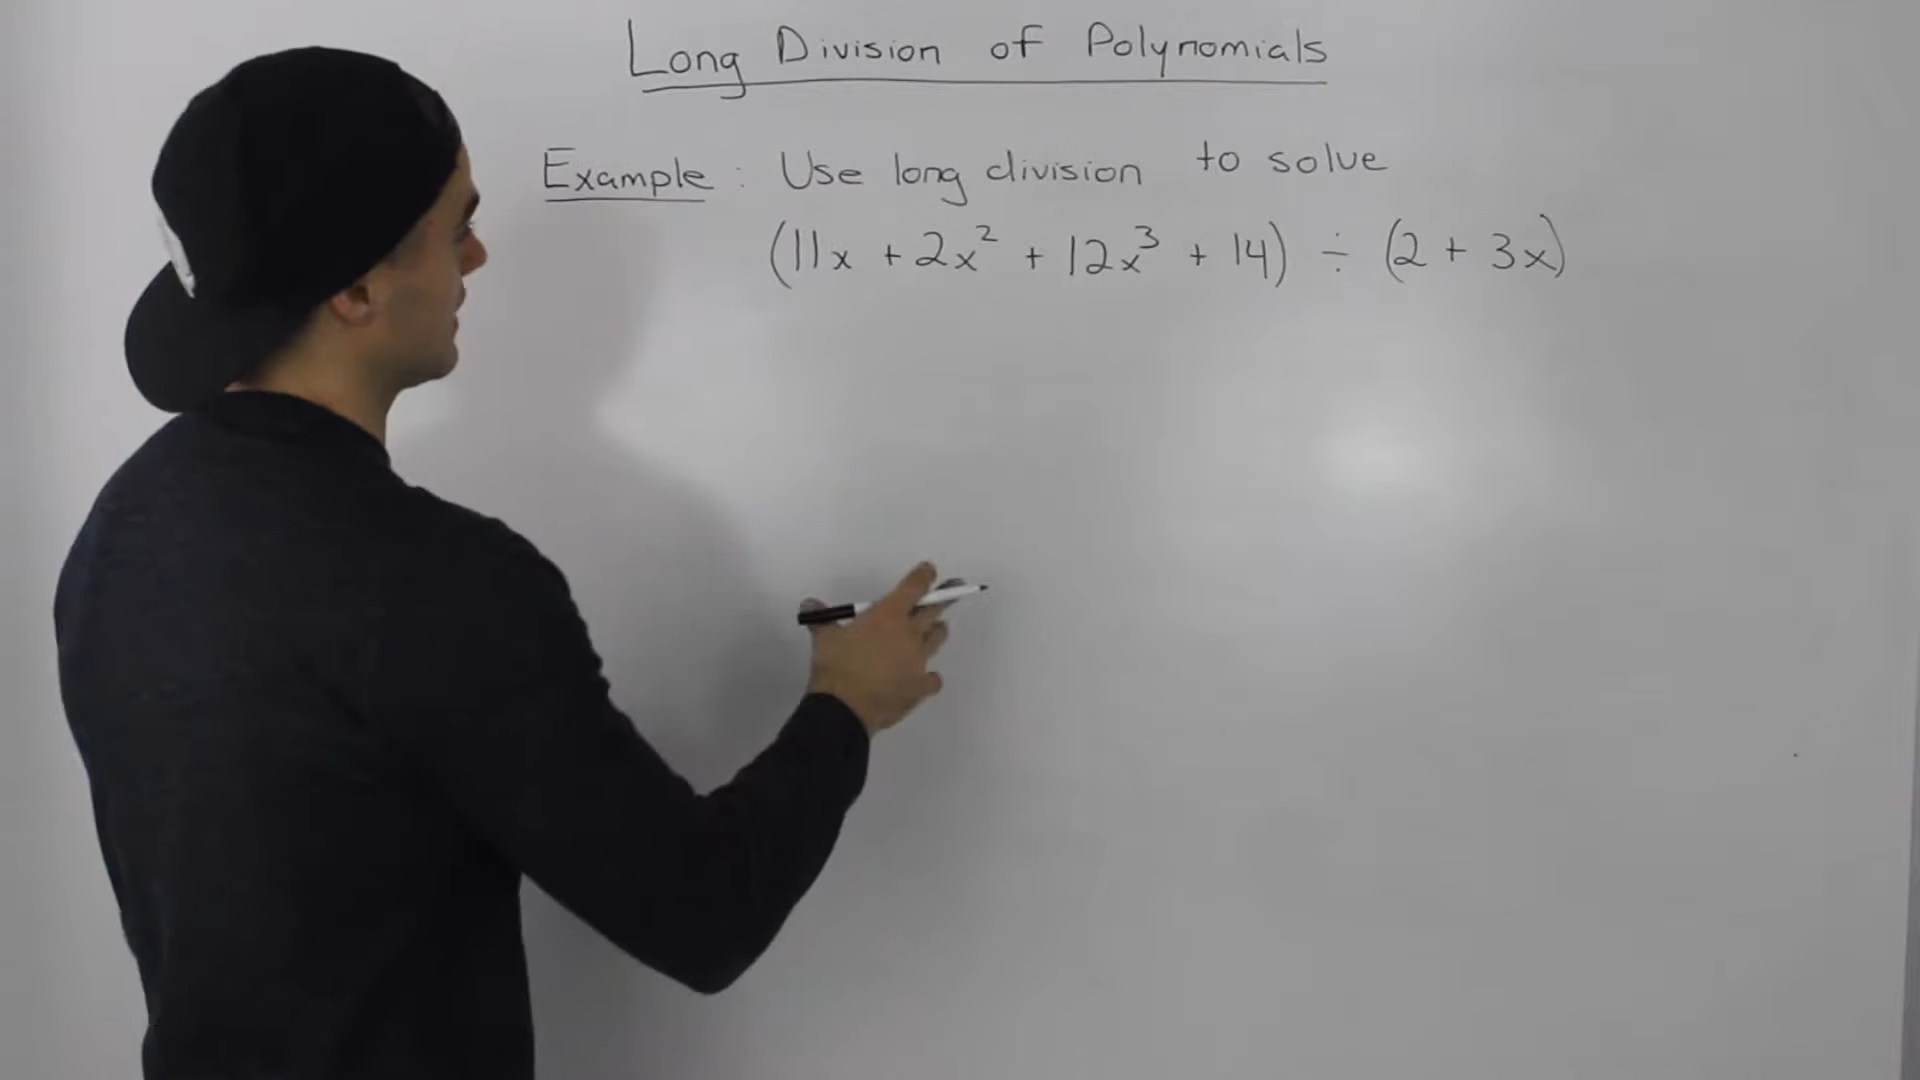 Long Division of Polynomials
Example: Use long division to solve
(11x + 2x² + 12x³ + 14) ÷ (2 + 3x)